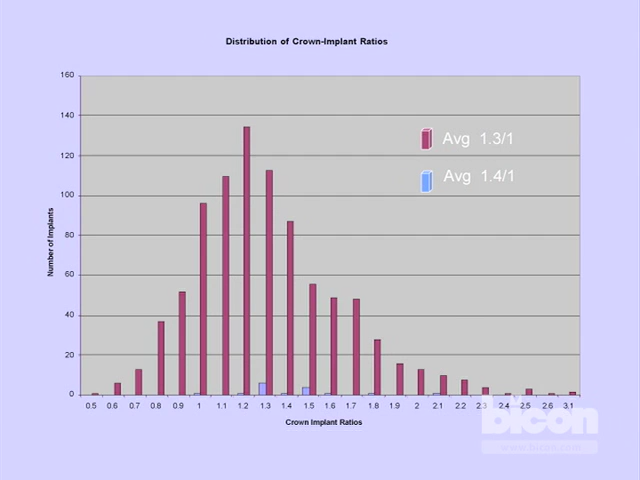 Distribution of Crown-Implant Ratios
160
140
120
100
80
60
40
20
0
Number of Implants
Avg 1.3/1
Avg 1.4/1
0.5 0.6 0.7 0.8 0.9 1 1.1 1.2 1.3 1.4 1.5 1.6 1.7 1.8 1.9 2 2.1 2.2 2.3 2.4 2.5 2.6 3.1
Crown Implant Ratios
bicon
www.bicon.com